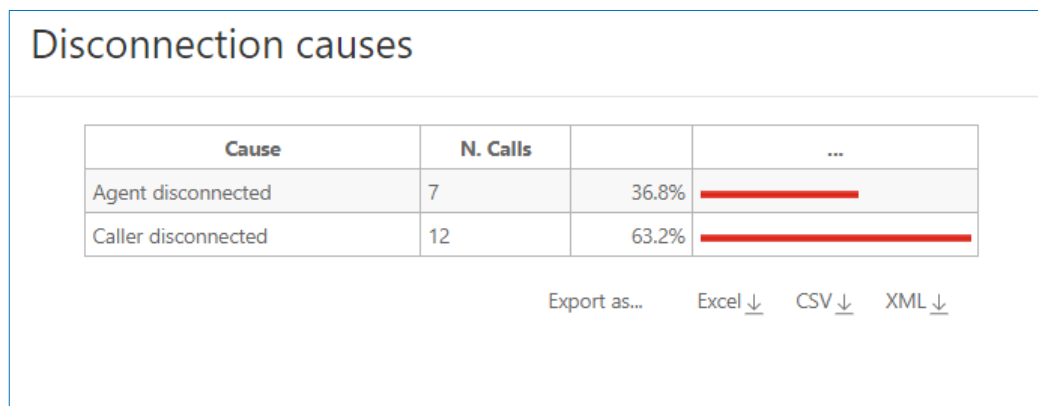 Disconnection causes
Cause N. Calls ...
Agent disconnected 7 36.8%
Caller disconnected 12 63.2%
Export as... Excel CSV XML